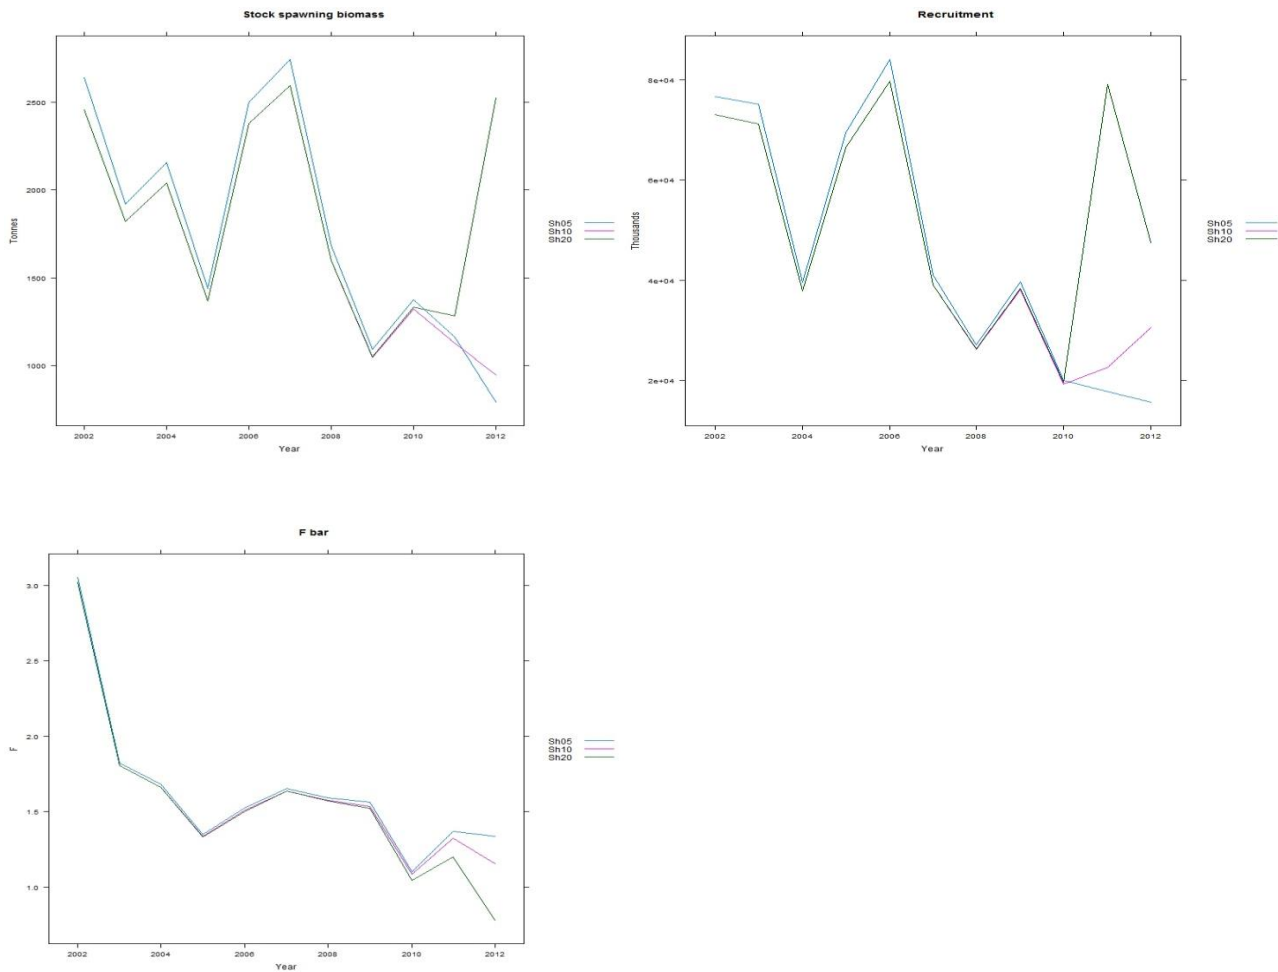 Stock spawning biomass
Tonnes
2500
2000
1500
1000
2002 2004 2006 2008 2010 2012
Year
Sh05
Sh10
Sh20
Recruitment
Thousands
8e+04
6e+04
4e+04
2e+04
2002 2004 2006 2008 2010 2012
Year
Sh05
Sh10
Sh20
F bar
F
3.0
2.5
2.0
1.5
1.0
2002 2004 2006 2008 2010 2012
Year
Sh05
Sh10
Sh20